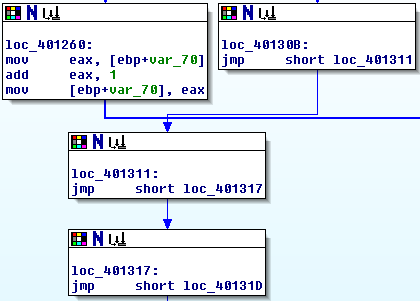 loc_401260:
mov     eax, [ebp+var_70]
add     eax, 1
mov     [ebp+var_70], eax
loc_40130B:
jmp     short loc_401311
loc_401311:
jmp     short loc_401317
loc_401317:
jmp     short loc_40131D